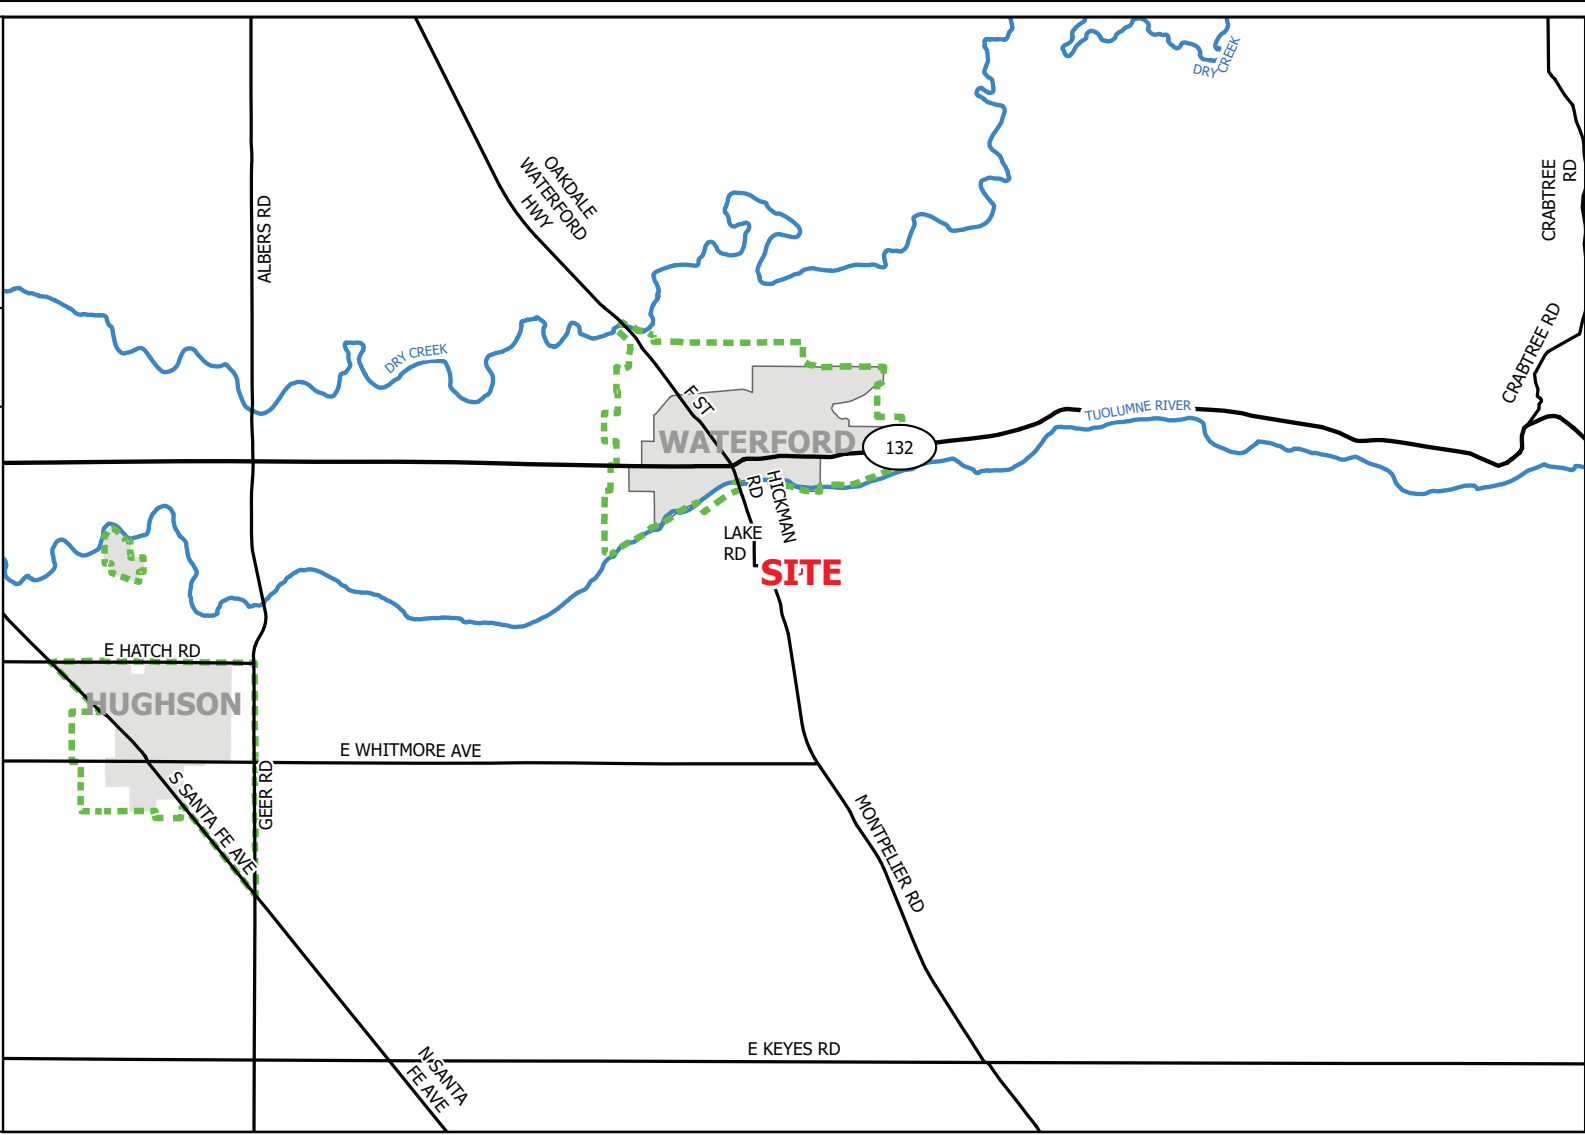 DRY CREEK
CRABTREE
RD
OAKDALE
WATERFORD
HWY
ALBERS RD
CRABTREE RD
DRY CREEK
F ST
TUOLUMNE RIVER
WATERFORD
132
HICKMAN
RD
LAKE
RD
SITE
E HATCH RD
HUGHSON
E WHITMORE AVE
GEER RD
S SANTA FE AVE
MONTPELIER RD
E KEYES RD
N SANTA
FE AVE